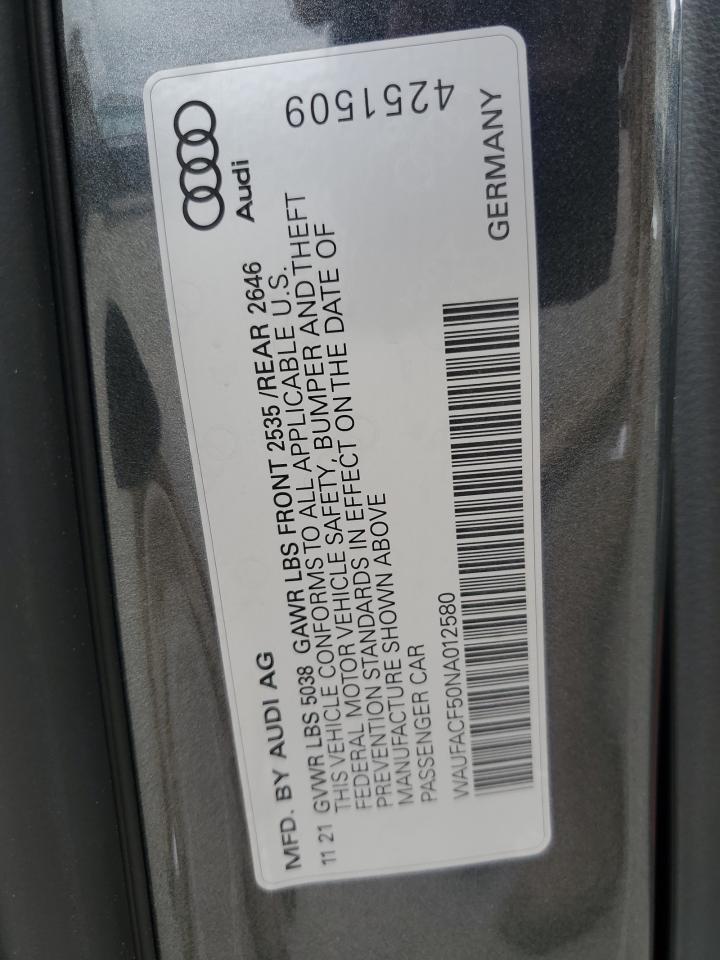 MFD. BY AUDI AG
11 21 GVWR LBS 5038 GAWR LBS FRONT 2535 /REAR 2646
THIS VEHICLE CONFORMS TO ALL APPLICABLE U.S.
FEDERAL MOTOR VEHICLE SAFETY, BUMPER AND THEFT
PREVENTION STANDARDS IN EFFECT ON THE DATE OF
MANUFACTURE SHOWN ABOVE
PASSENGER CAR
WAUFACF50NA012580
Audi
4251509
GERMANY